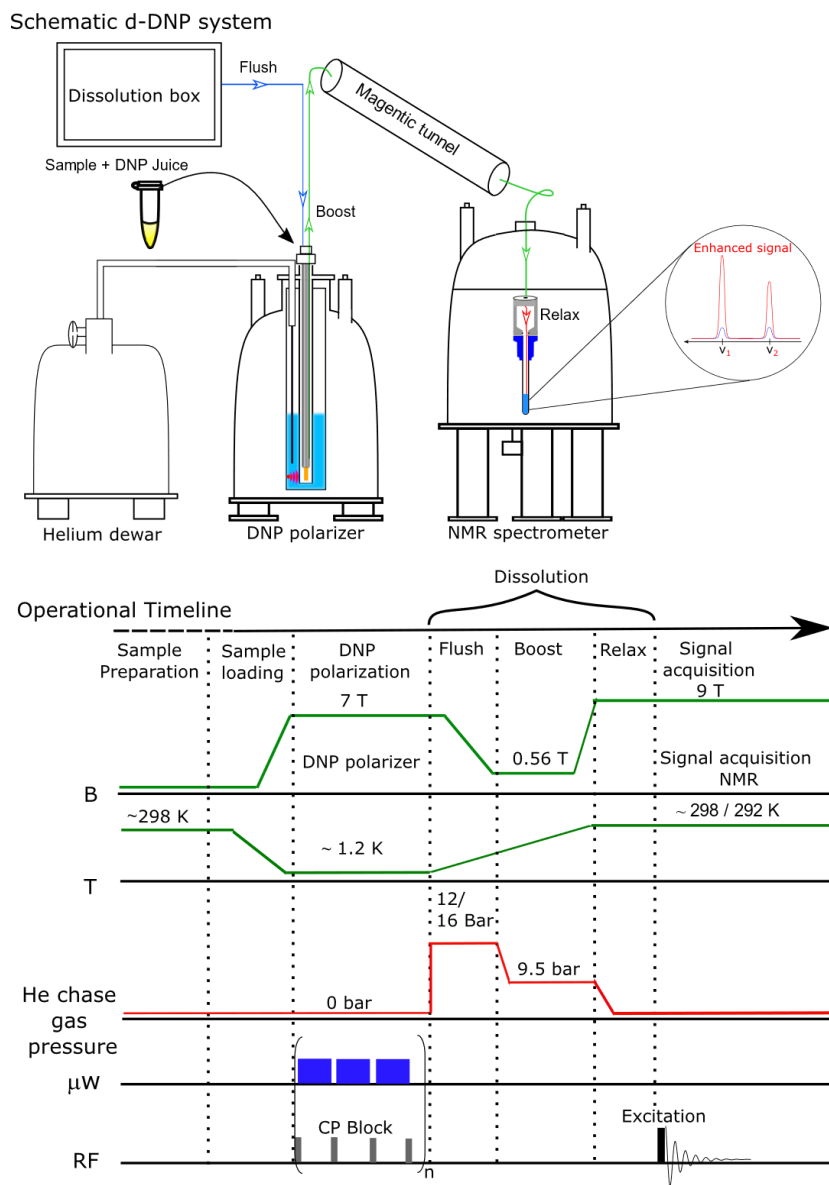 Schematic d-DNP system
Flush
Dissolution box
Magentic tunnel
Sample + DNP Juice
Boost
Enhanced signal
Relax
v1
v2
Helium dewar
DNP polarizer
NMR spectrometer
Dissolution
Operational Timeline
Sample
Preparation
Sample
loading
DNP
polarization
Flush
Boost
Relax
Signal
acquisition
7 T
9 T
0.56 T
DNP polarizer
Signal acquisition
NMR
B
~298 K
~ 1.2 K
~ 298 / 292 K
T
12/
16 Bar
9.5 bar
0 bar
He chase
gas
pressure
μW
CP Block
Excitation
RF
n